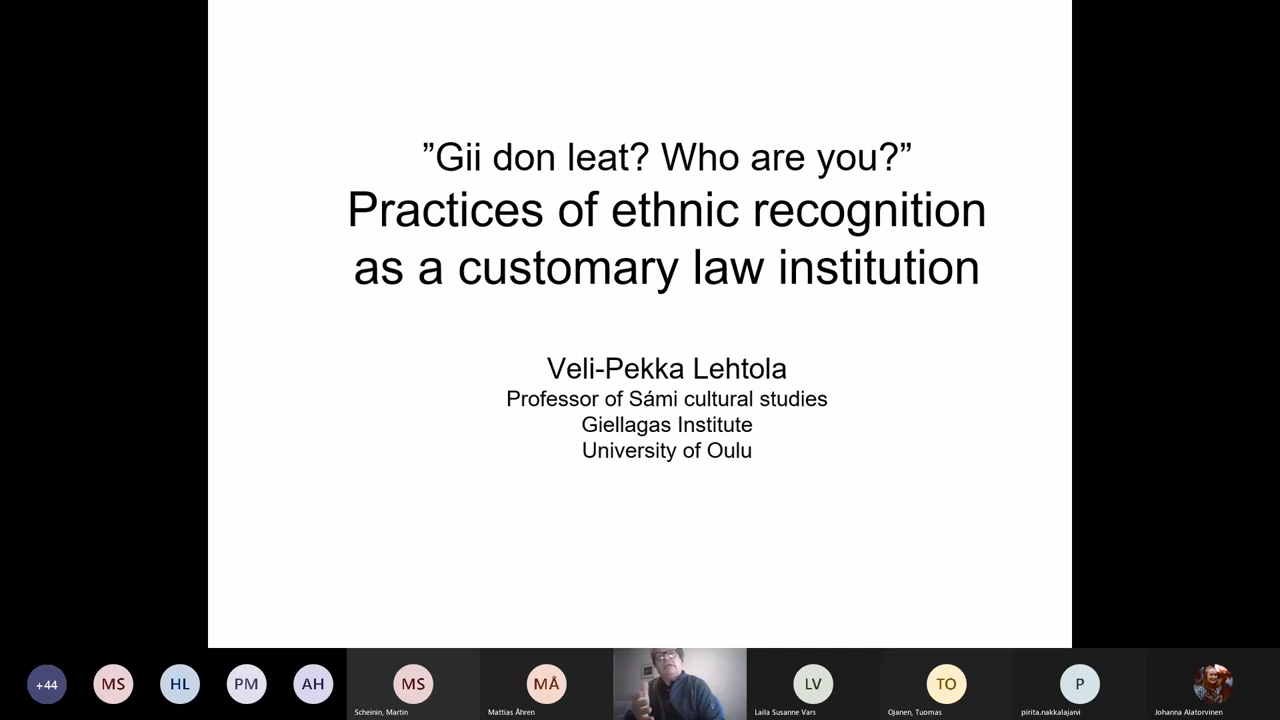 ”Gii don leat? Who are you?”
Practices of ethnic recognition
as a customary law institution
Veli-Pekka Lehtola
Professor of Sámi cultural studies
Giellagas Institute
University of Oulu
+44
MS
HL
PM
AH
MS
MÅ
LV
TO
P
Scheinin, Martin
Mattias Åhren
Laila Susanne Vars
Ojanen, Tuomas
pirita.nakkalajarvi
Johanna Alatorvinen